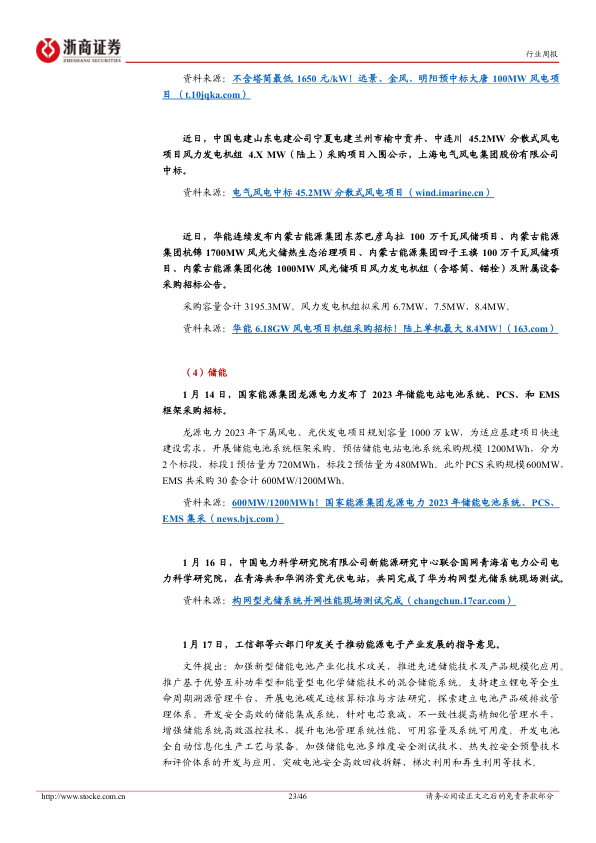 浙商证券
ZHESHANG SECURITIES
行业周报
资料来源：不含塔筒最低 1650 元/kW！远景、金风、明阳预中标大唐 100MW 风电项
目 （t.10jqka.com）
近日，中国电建山东电建公司宁夏电建兰州市榆中贡井、中连川 45.2MW 分散式风电
项目风力发电机组 4.X MW（陆上）采购项目入围公示，上海电气风电集团股份有限公司
中标。
资料来源：电气风电中标 45.2MW 分散式风电项目（wind.imarine.cn）
近日，华能连续发布内蒙古能源集团东苏巴彦乌拉 100 万千瓦风储项目、内蒙古能源
集团杭锦 1700MW 风光火储热生态治理项目、内蒙古能源集团四子王旗 100 万千瓦风储项
目、内蒙古能源集团化德 1000MW 风光储项目风力发电机组（含塔筒、锚栓）及附属设备
采购招标公告。
采购容量合计 3195.3MW。风力发电机组拟采用 6.7MW、7.5MW、8.4MW。
资料来源：华能 6.18GW 风电项目机组采购招标！陆上单机最大 8.4MW!（163.com）
（4）储能
1 月 14 日，国家能源集团龙源电力发布了 2023 年储能电站电池系统、PCS、和 EMS
框架采购招标。
龙源电力 2023 年下属风电、光伏发电项目规划容量 1000 万 kW，为适应基建项目快速
建设需求，开展储能电池系统框架采购。预估储能电站电池系统采购规模 1200MWh，分为
2 个标段，标段 1 预估量为 720MWh，标段 2 预估量为 480MWh。此外 PCS 采购规模 600MW，
EMS 共采购 30 套合计 600MW/1200MWh。
资料来源：600MW/1200MWh！国家能源集团龙源电力 2023 年储能电池系统、PCS、
EMS 集采（news.bjx.com）
1 月 16 日，中国电力科学研究院有限公司新能源研究中心联合国网青海省电力公司电
力科学研究院，在青海共和华润济贫光伏电站，共同完成了华为构网型光储系统现场测试。
资料来源：构网型光储系统并网性能现场测试完成（changchun.17car.com）
1 月 17 日，工信部等六部门印发关于推动能源电子产业发展的指导意见。
文件提出：加强新型储能电池产业化技术攻关，推进先进储能技术及产品规模化应用。
推广基于优势互补功率型和能量型电化学储能技术的混合储能系统。支持建立锂电等全生
命周期溯源管理平台，开展电池碳足迹核算标准与方法研究，探索建立电池产品碳排放管
理体系。开发安全高效的储能集成系统，针对电芯衰减、不一致性提高精细化管理水平，
增强储能系统高效温控技术，提升电池管理系统性能、可用容量及系统可用度。开发电池
全自动信息化生产工艺与装备。加强储能电池多维度安全测试技术、热失控安全预警技术
和评价体系的开发与应用，突破电池安全高效回收拆解、梯次利用和再生利用等技术。
http://www.stocke.com.cn
23/46
请务必阅读正文之后的免责条款部分